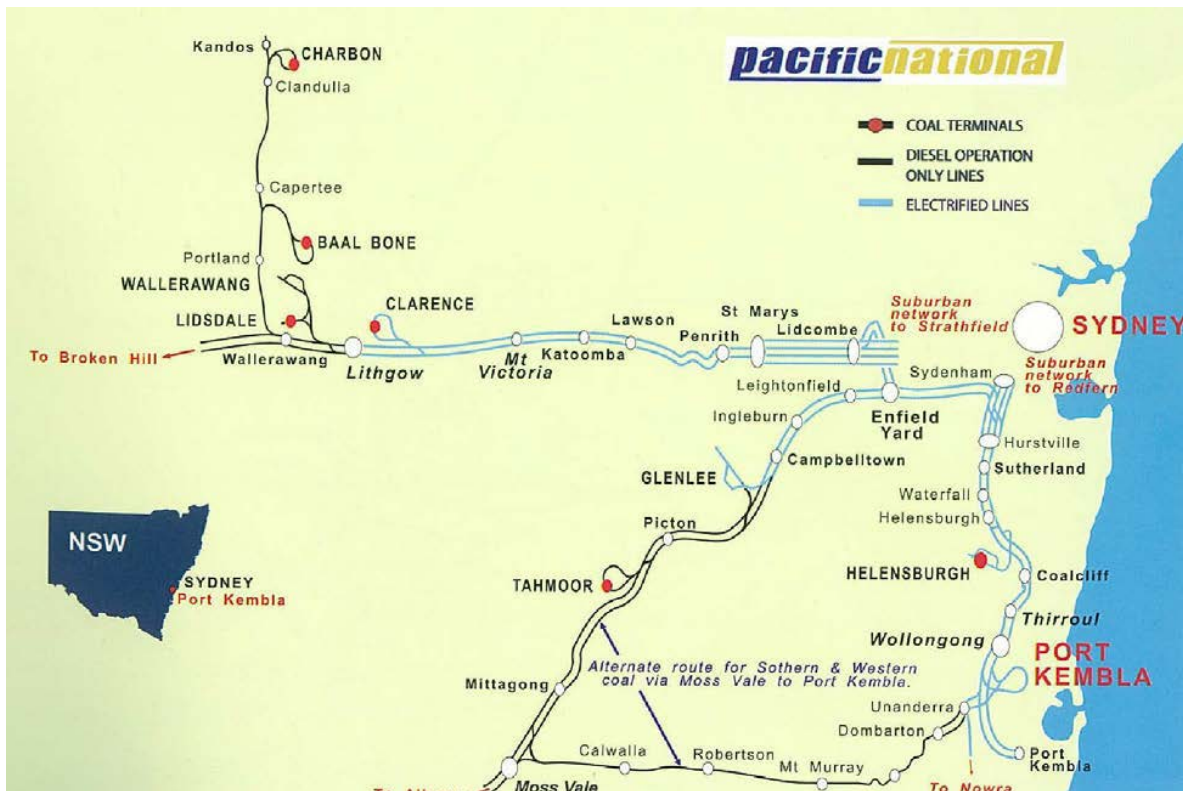 Kandos
CHARBON
Clandulla
pacificnational
COAL TERMINALS
DIESEL OPERATION
ONLY LINES
ELECTRIFIED LINES
Capertee
BAAL BONE
Portland
WALLERAWANG
LIDSDALE
CLARENCE
To Broken Hill
Wallerawang
Lithgow
Mt
Victoria
Katoomba
Lawson
Penrith
St Marys
Lidcombe
Suburban
network
to Strathfield
SYDNEY
Suburban
network
to Redfern
Sydenham
Leightonfield
Enfield
Yard
Ingleburn
Hurstville
Campbelltown
Sutherland
GLENLEE
Waterfall
Helensburgh
Picton
NSW
SYDNEY
Port Kembla
TAHMOOR
HELENSBURGH
Coalcliff
Thirroul
Wollongong
PORT
KEMBLA
Alternate route for Sothern & Western
coal via Moss Vale to Port Kembla.
Mittagong
Unanderra
Dombarton
Calwalla
Robertson
Mt Murray
Port
Kembla
Moss Vale
To Nowra